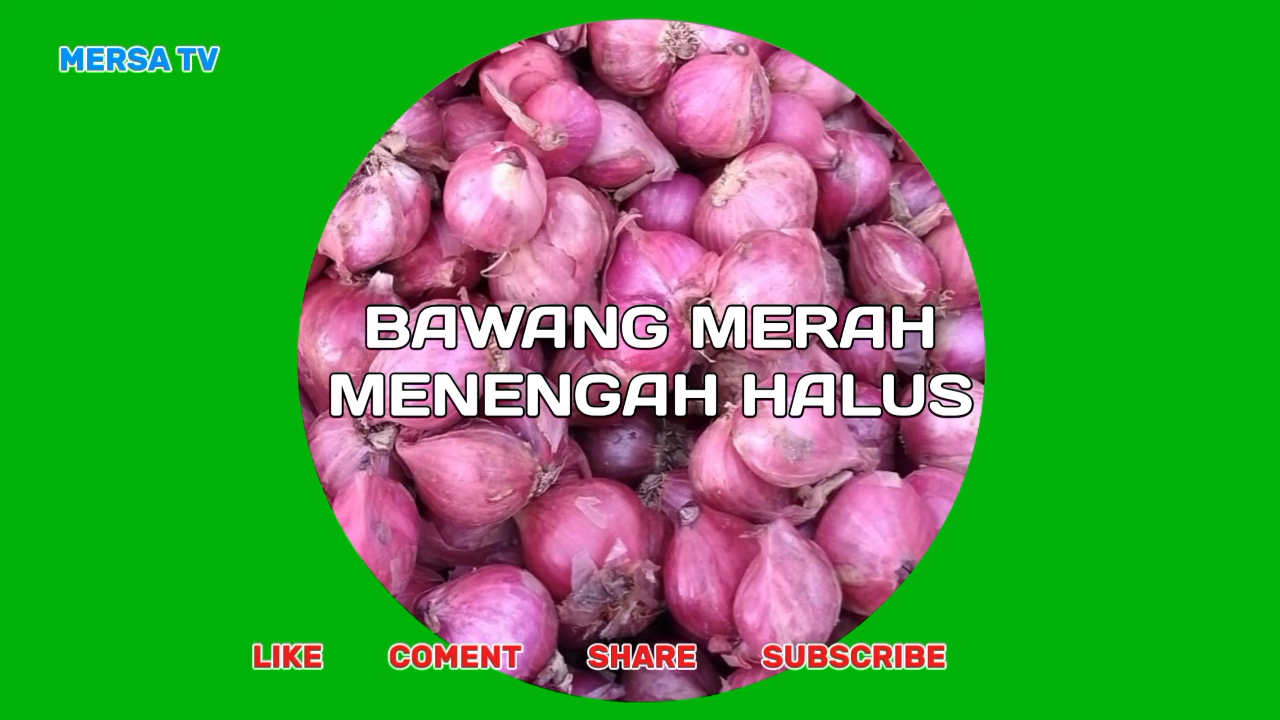 MERSA TV
BAWANG MERAH
MENENGAH HALUS
LIKE COMENT SHARE SUBSCRIBE